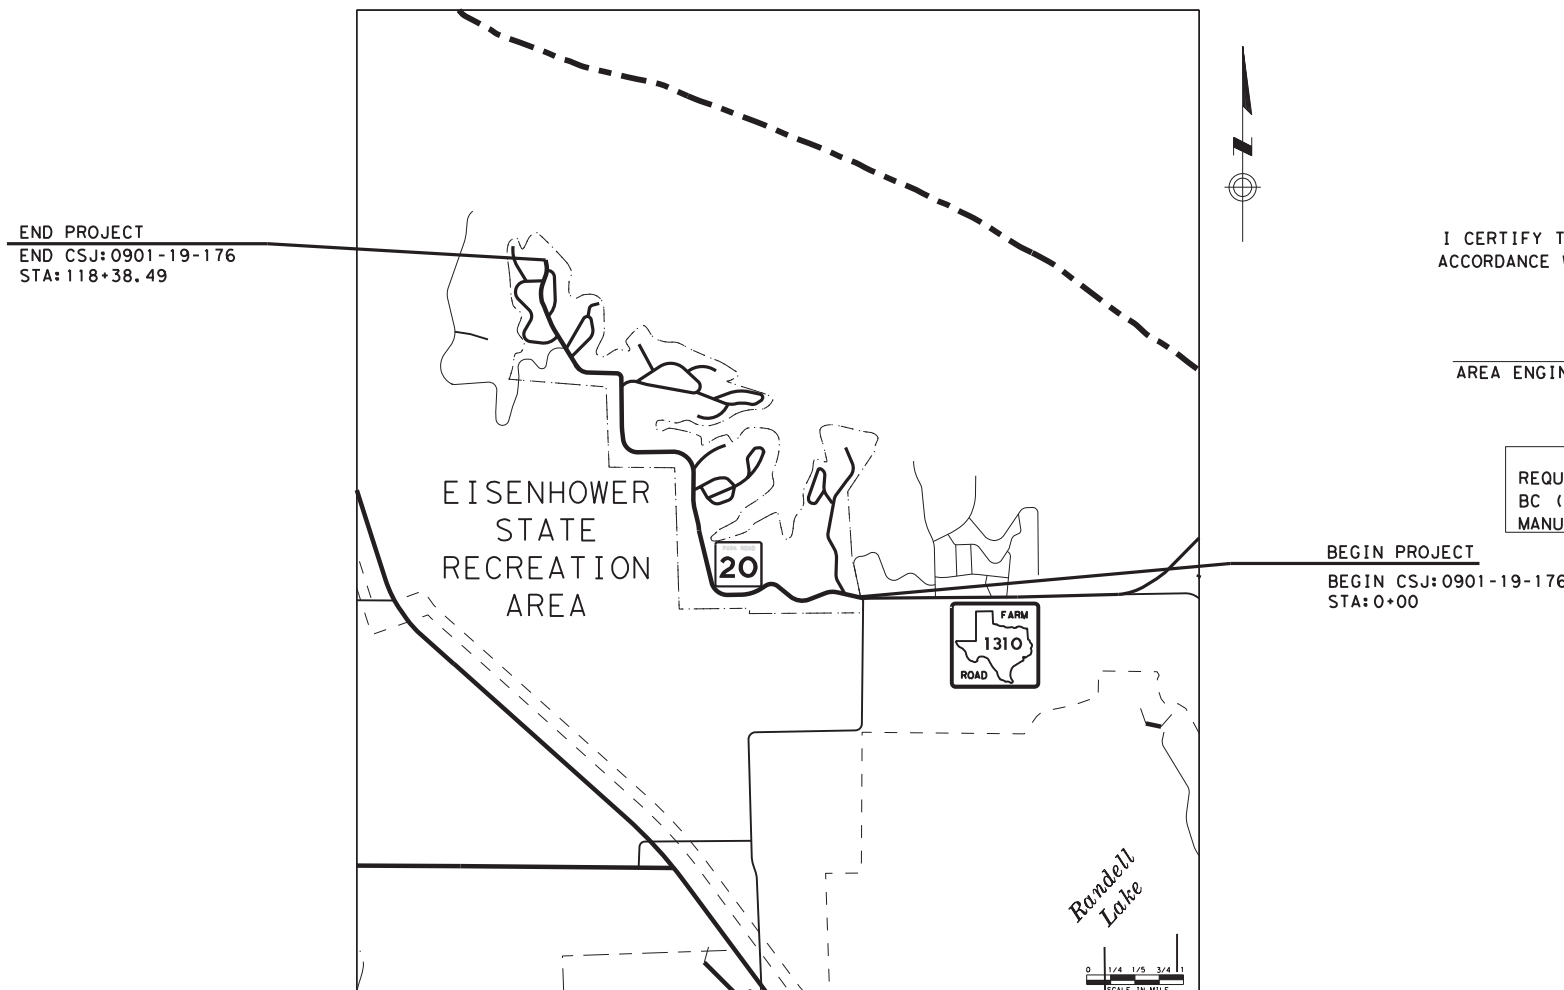 END PROJECT
END CSJ:0901-19-176
STA:118+38.49
N
I CERTIFY T
ACCORDANCE
AREA ENGIN
REQU
BC (
MANU
EISENHOWER
STATE
RECREATION
AREA
PARK ROAD
20
BEGIN PROJECT
BEGIN CSJ:0901-19-176
STA:0+00
FARM
1310
ROAD
Randell
Lake
0 1/4 1/5 3/4 1
SCALE IN MILE